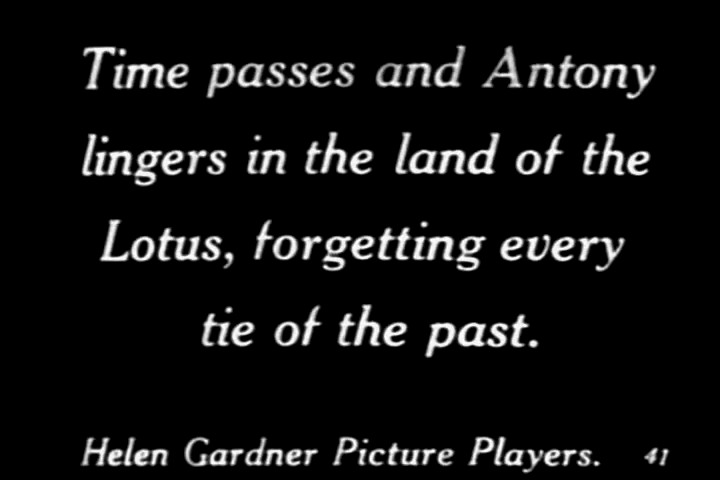 Time passes and Antony
lingers in the land of the
Lotus, forgetting every
tie of the past.
Helen Gardner Picture Players. 41